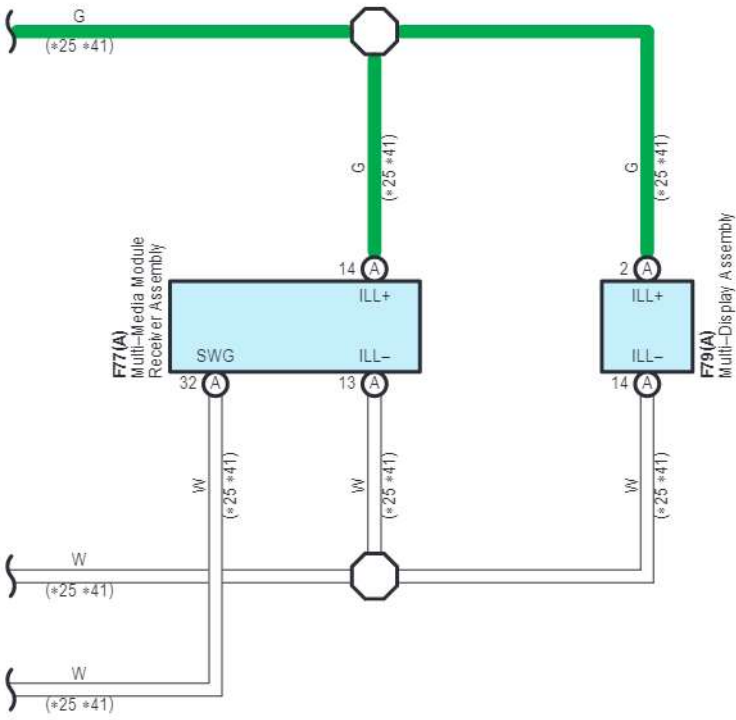 G
(*25 *41)
G
(*25 *41)
G
(*25 *41)
14 A
2 A
F77(A)
Multi-Media Module
Receiver Assembly
ILL+
SWG
ILL-
ILL+
ILL-
F79(A)
Multi-Display Assembly
32 A
13 A
14 A
W
(*25 *41)
W
(*25 *41)
W
(*25 *41)
W
(*25 *41)
W
(*25 *41)